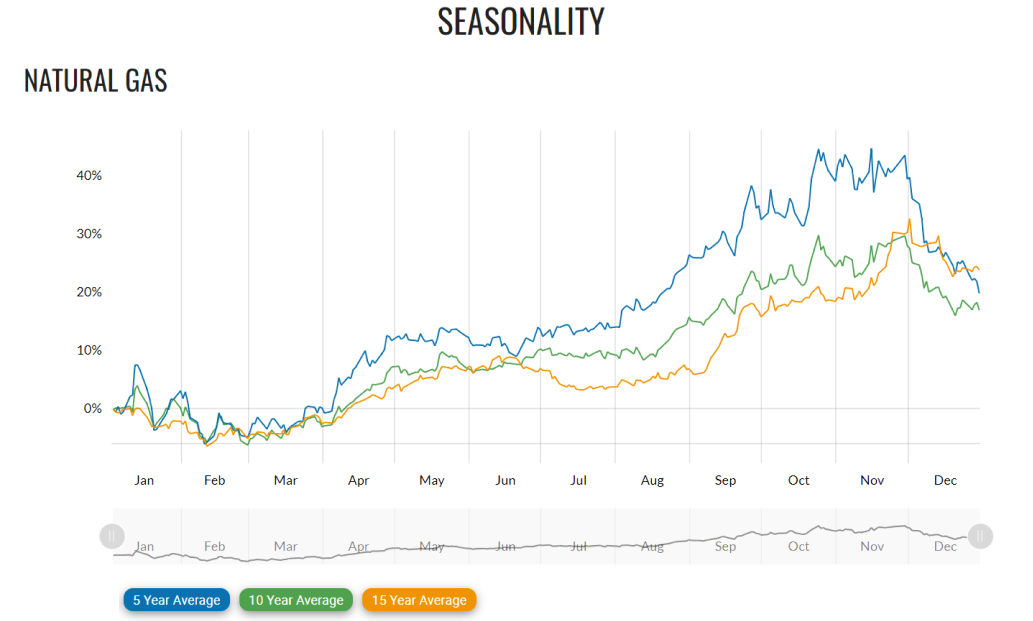 SEASONALITY
NATURAL GAS
40%
30%
20%
10%
0%
Jan Feb Mar Apr May Jun Jul Aug Sep Oct Nov Dec
Jan Feb Mar Apr May Jun Jul Aug Sep Oct Nov Dec
5 Year Average 10 Year Average 15 Year Average